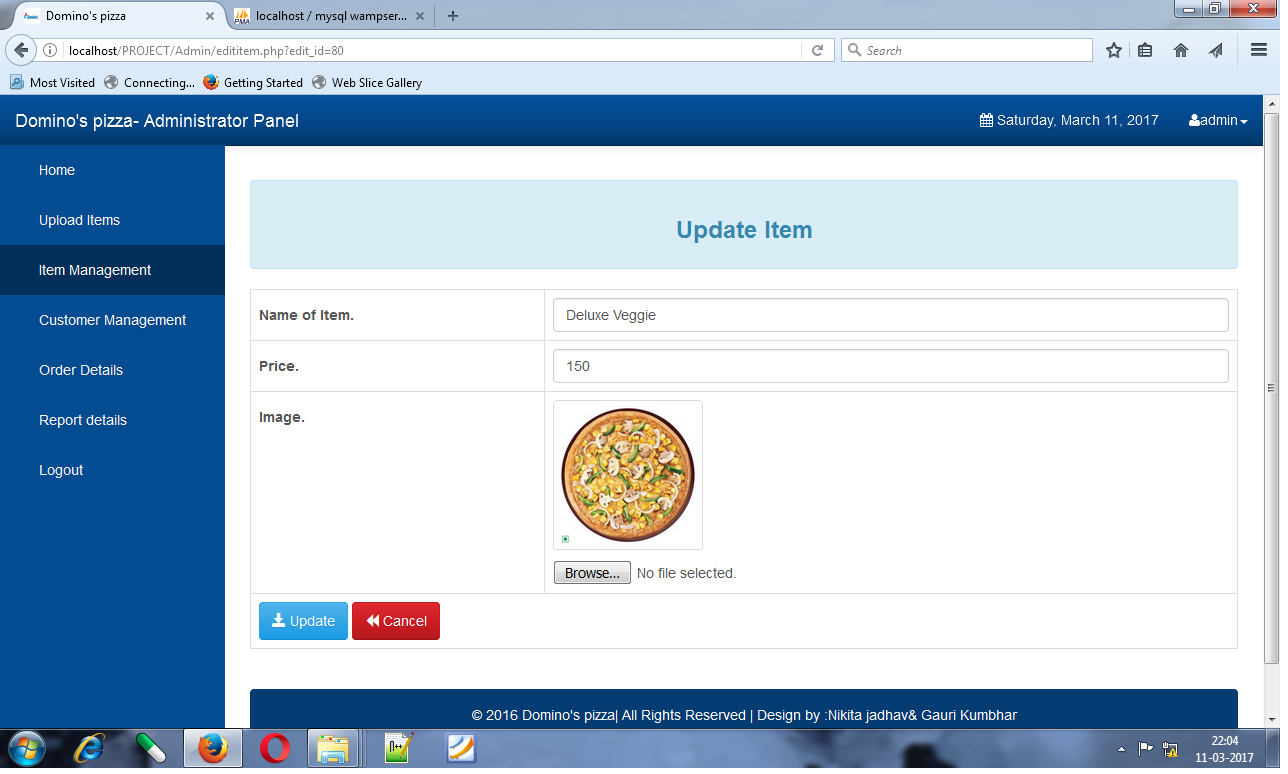 Domino's pizza
localhost / mysql wampser...
localhost/PROJECT/Admin/edititem.php?edit_id=80
Search
Most Visited
Connecting...
Getting Started
Web Slice Gallery
Domino's pizza- Administrator Panel
Saturday, March 11, 2017
admin
Home
Upload Items
Item Management
Customer Management
Order Details
Report details
Logout
Update Item
Name of Item.
Deluxe Veggie
Price.
150
Image.
Browse... No file selected.
Update
Cancel
© 2016 Domino's pizza| All Rights Reserved | Design by :Nikita jadhav& Gauri Kumbhar
22:04
11-03-2017